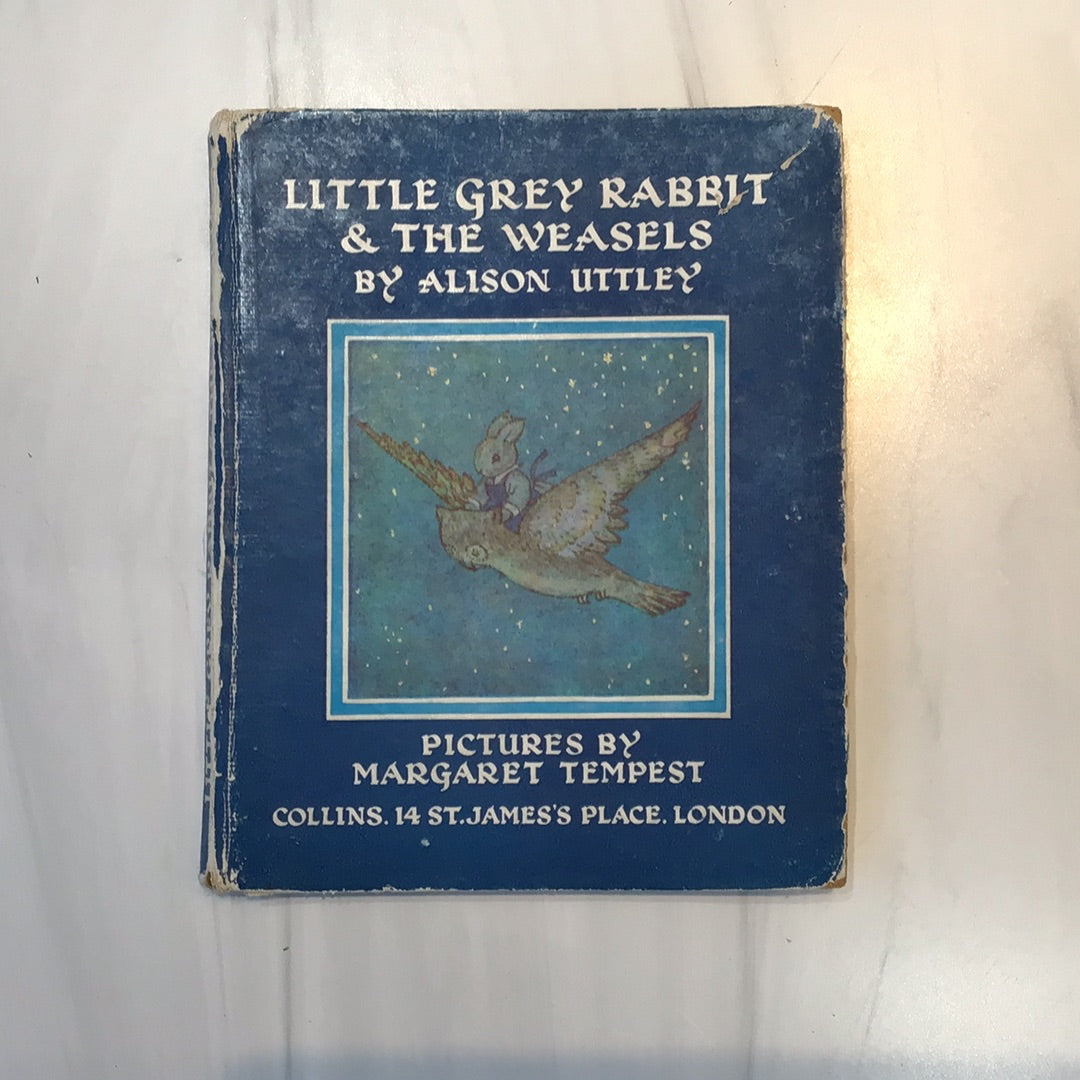 LITTLE GREY RABBIT
& THE WEASELS
BY ALISON UTTLEY
PICTURES BY
MARGARET TEMPEST
COLLINS. 14 ST. JAMES'S PLACE. LONDON